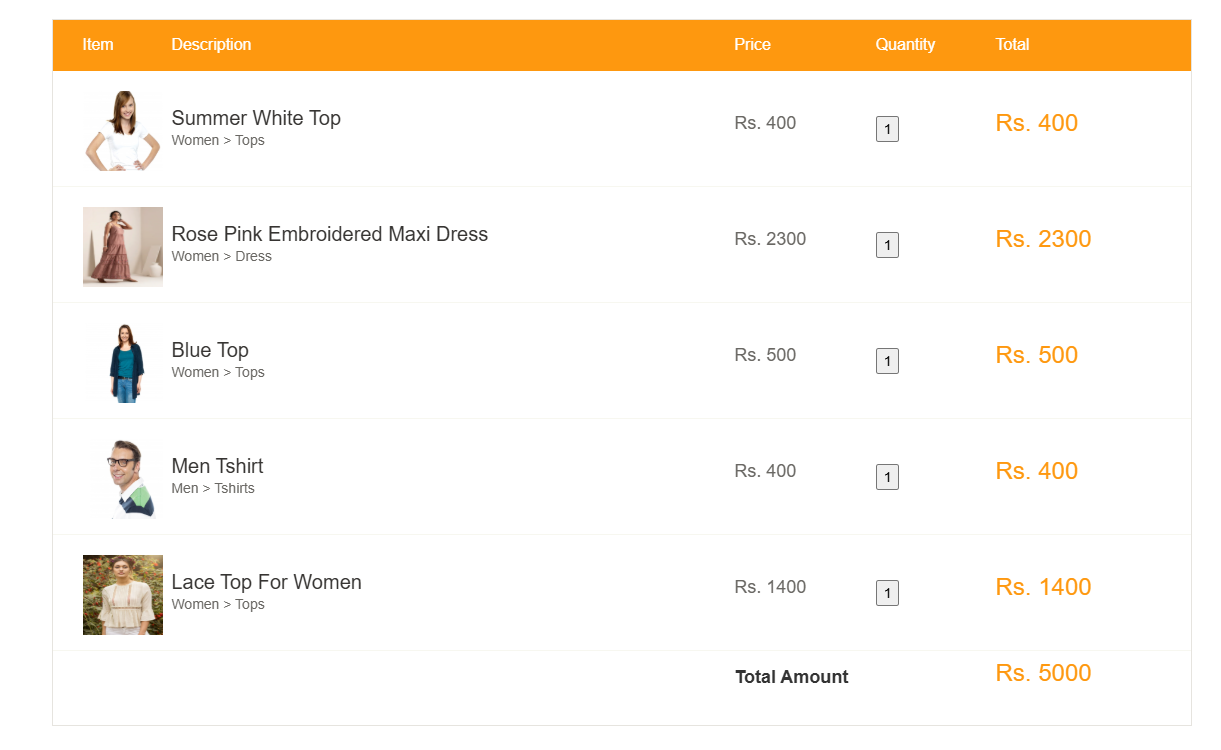 Item Description Price Quantity Total
Summer White Top
Women > Tops
Rs. 400
1
Rs. 400
Rose Pink Embroidered Maxi Dress
Women > Dress
Rs. 2300
1
Rs. 2300
Blue Top
Women > Tops
Rs. 500
1
Rs. 500
Men Tshirt
Men > Tshirts
Rs. 400
1
Rs. 400
Lace Top For Women
Women > Tops
Rs. 1400
1
Rs. 1400
Total Amount Rs. 5000